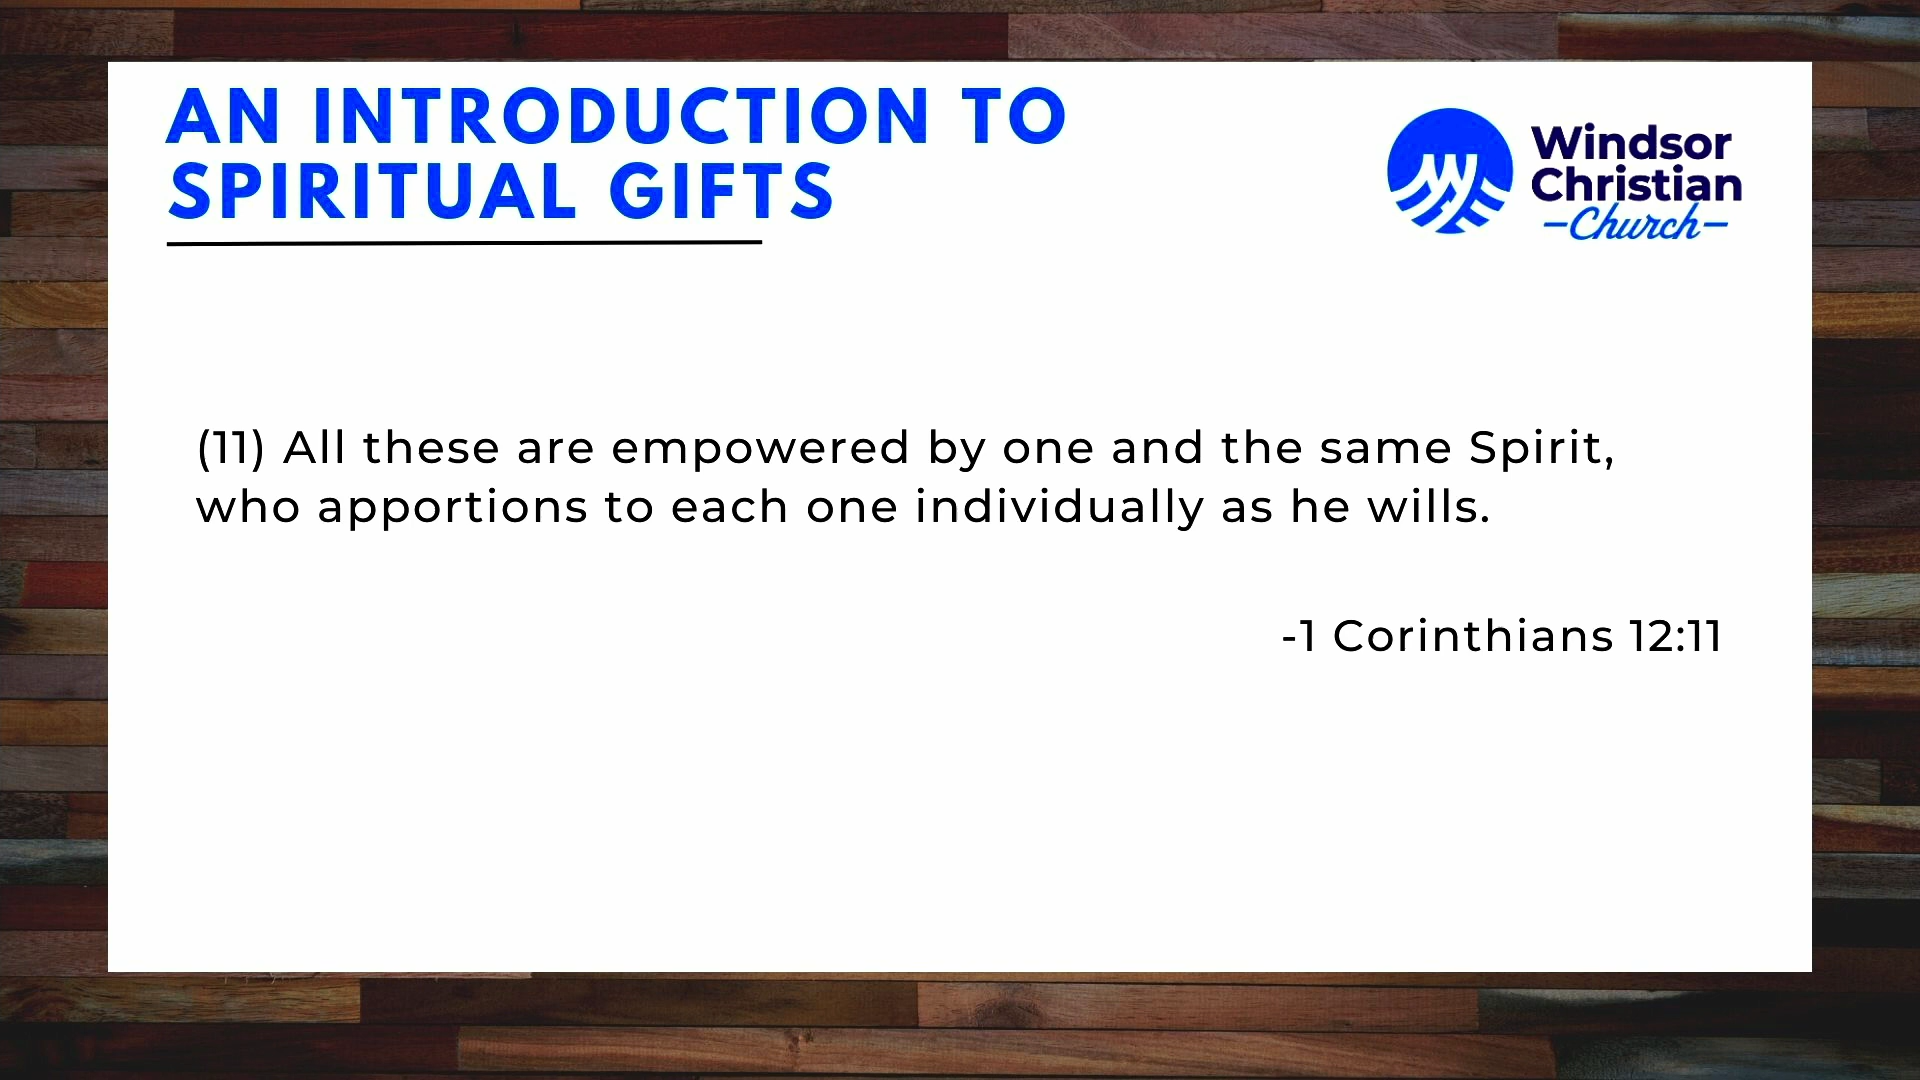 AN INTRODUCTION TO
SPIRITUAL GIFTS
Windsor
Christian
-Church-
(11) All these are empowered by one and the same Spirit,
who apportions to each one individually as he wills.
-1 Corinthians 12:11